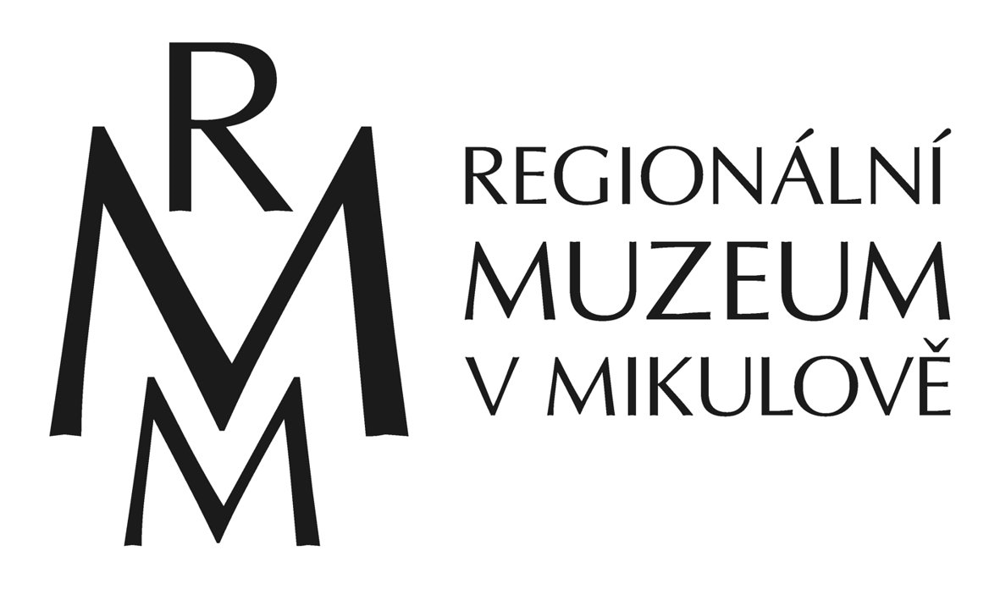 R
M
M
REGIONÁLNÍ
MUZEUM
V MIKULOVĚ